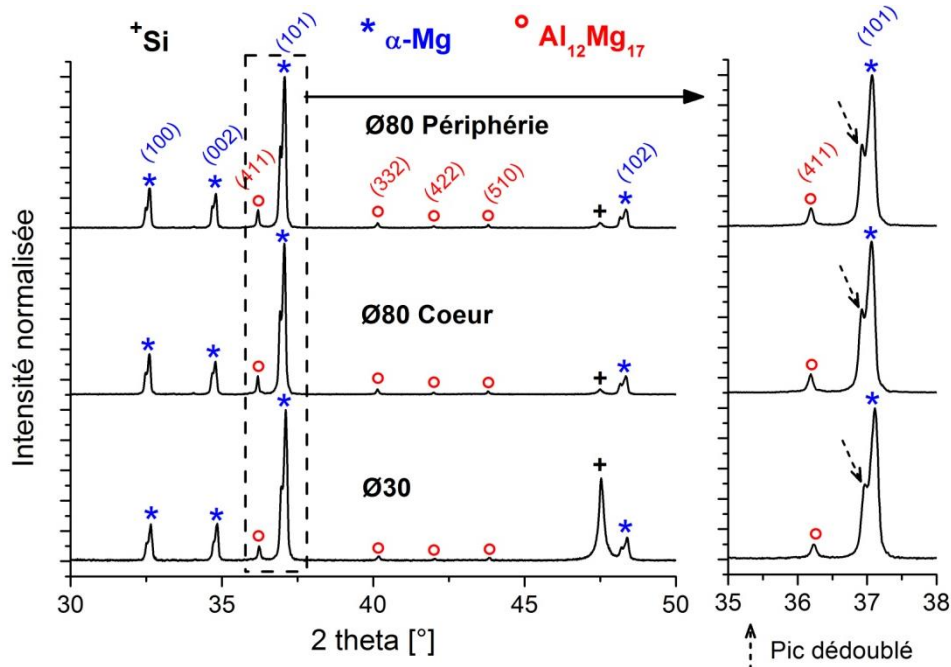 +Si
* α-Mg
Al12Mg17
(101)
(101)
Ø80 Périphérie
(100)
(002)
(411)
(332)
(422)
(510)
(102)
(411)
Ø80 Coeur
Ø30
Intensité normalisée
30 35 40 45 50
35 36 37 38
2 theta [°]
Pic dédoublé